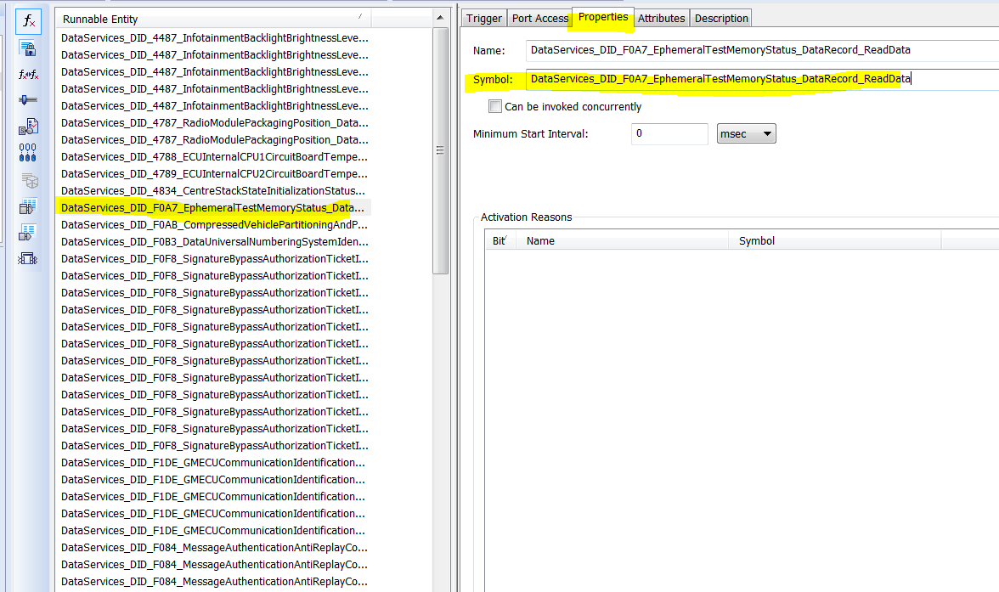 Runnable Entity
DataServices_DID_4487_InfotainmentBacklightBrightnessLeve...
DataServices_DID_4487_InfotainmentBacklightBrightnessLeve...
DataServices_DID_4487_InfotainmentBacklightBrightnessLeve...
DataServices_DID_4487_InfotainmentBacklightBrightnessLeve...
DataServices_DID_4487_InfotainmentBacklightBrightnessLeve...
DataServices_DID_4787_RadioModulePackagingPosition_Data...
DataServices_DID_4787_RadioModulePackagingPosition_Data...
DataServices_DID_4788_ECUInternalCPU1CircuitBoardTempe...
DataServices_DID_4789_ECUInternalCPU2CircuitBoardTempe...
DataServices_DID_4834_CentreStackStateInitializationStatus...
DataServices_DID_F0A7_EphemeralTestMemoryStatus_Data...
DataServices_DID_F0AB_CompressedVehiclePartitioningAndP...
DataServices_DID_F0B3_DataUniversalNumberingSystemIden...
DataServices_DID_F0F8_SignatureBypassAuthorizationTicketI...
DataServices_DID_F0F8_SignatureBypassAuthorizationTicketI...
DataServices_DID_F0F8_SignatureBypassAuthorizationTicketI...
DataServices_DID_F0F8_SignatureBypassAuthorizationTicketI...
DataServices_DID_F0F8_SignatureBypassAuthorizationTicketI...
DataServices_DID_F0F8_SignatureBypassAuthorizationTicketI...
DataServices_DID_F0F8_SignatureBypassAuthorizationTicketI...
DataServices_DID_F0F8_SignatureBypassAuthorizationTicketI...
DataServices_DID_F0F8_SignatureBypassAuthorizationTicketI...
DataServices_DID_F0F8_SignatureBypassAuthorizationTicketI...
DataServices_DID_F0F8_SignatureBypassAuthorizationTicketI...
DataServices_DID_F0F8_SignatureBypassAuthorizationTicketI...
DataServices_DID_F1DE_GMECUCommunicationIdentification...
DataServices_DID_F1DE_GMECUCommunicationIdentification...
DataServices_DID_F1DE_GMECUCommunicationIdentification...
DataServices_DID_F1DE_GMECUCommunicationIdentification...
DataServices_DID_F1DE_GMECUCommunicationIdentification...
DataServices_DID_F084_MessageAuthenticationAntiReplayCo...
DataServices_DID_F084_MessageAuthenticationAntiReplayCo...
DataServices_DID_F084_MessageAuthenticationAntiReplayCo...
Trigger Port Access Properties Attributes Description
Name: DataServices_DID_F0A7_EphemeralTestMemoryStatus_DataRecord_ReadData
Symbol: DataServices_DID_F0A7_EphemeralTestMemoryStatus_DataRecord_ReadData
Can be invoked concurrently
Minimum Start Interval: 0 msec
Activation Reasons
Bit Name Symbol